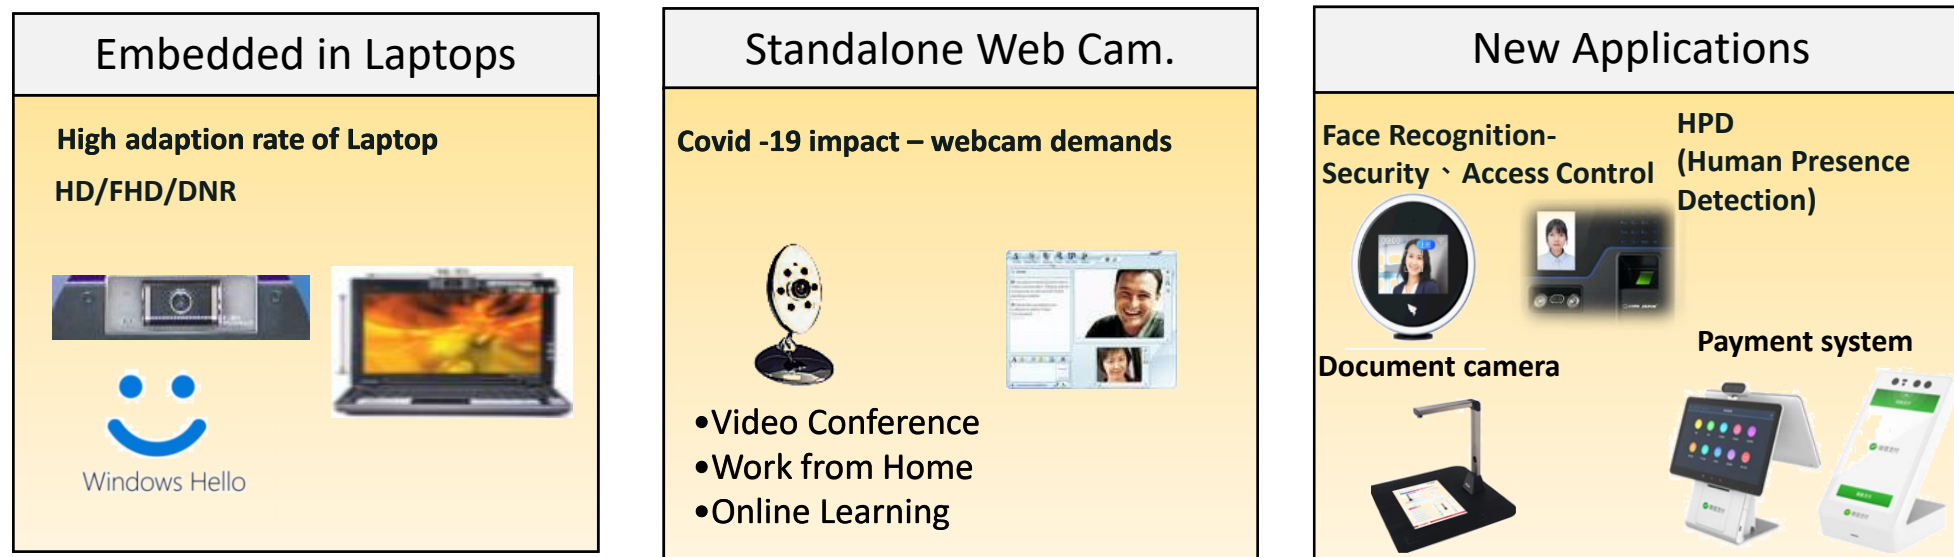 Embedded in Laptops
High adaption rate of Laptop
HD/FHD/DNR
Windows Hello
Standalone Web Cam.
Covid -19 impact – webcam demands
•Video Conference
•Work from Home
•Online Learning
New Applications
Face Recognition-
Security、Access Control
HPD
(Human Presence
Detection)
Document camera
Payment system